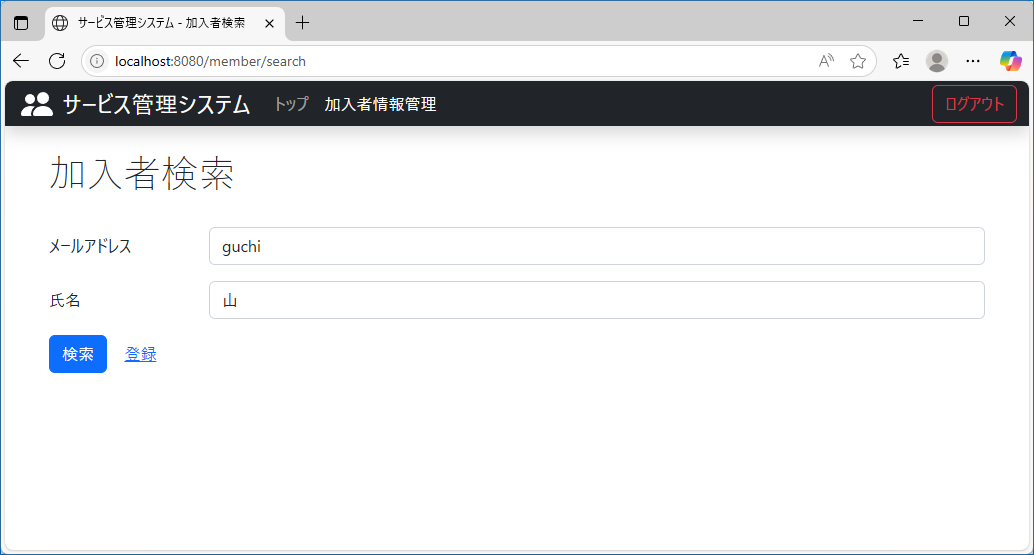 サービス管理システム - 加入者検索
localhost:8080/member/search
サービス管理システム トップ 加入者情報管理 ログアウト
加入者検索
メールアドレス guchi
氏名 山
検索 登録